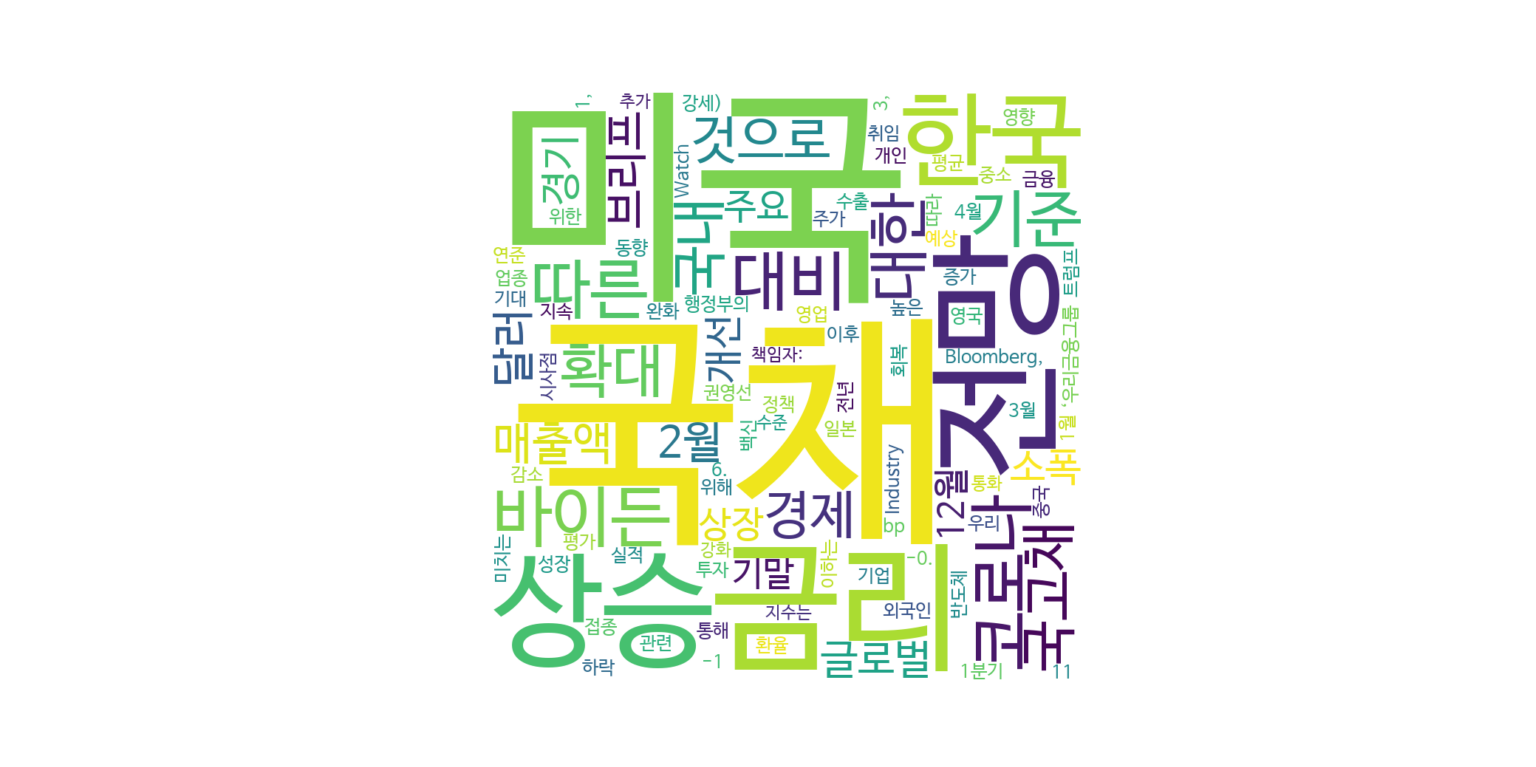 미국
국채
전망
상승
금리
한국
바이든
코로나
국고채
경기
브리프
것으로
국내
주요
대비
대한
기준
따른
확대
달러
개선
매출액
2월
경제
상장
12월
소폭
기말
글로벌
1,
추가
강세)
3,
영향
취임
개인
평균
중소
금융
Watch
위한
수출
주가
따라
4월
예상
연준
업종
기대
동향
지속
완화
행정부의
영업
이후
높은
증가
영국
트럼프
‘우리금융그룹
1월
Bloomberg,
책임자:
회복
시사점
권영선
정책
전년
수준
백신
일본
3월
감소
6.
위해
Industry
통화
중국
우리
bp
평가
강화
미치는
성장
실적
투자
이하는
-0.
기업
외국인
반도체
지수는
접종
관련
통해
환율
하락
-1
1분기
11